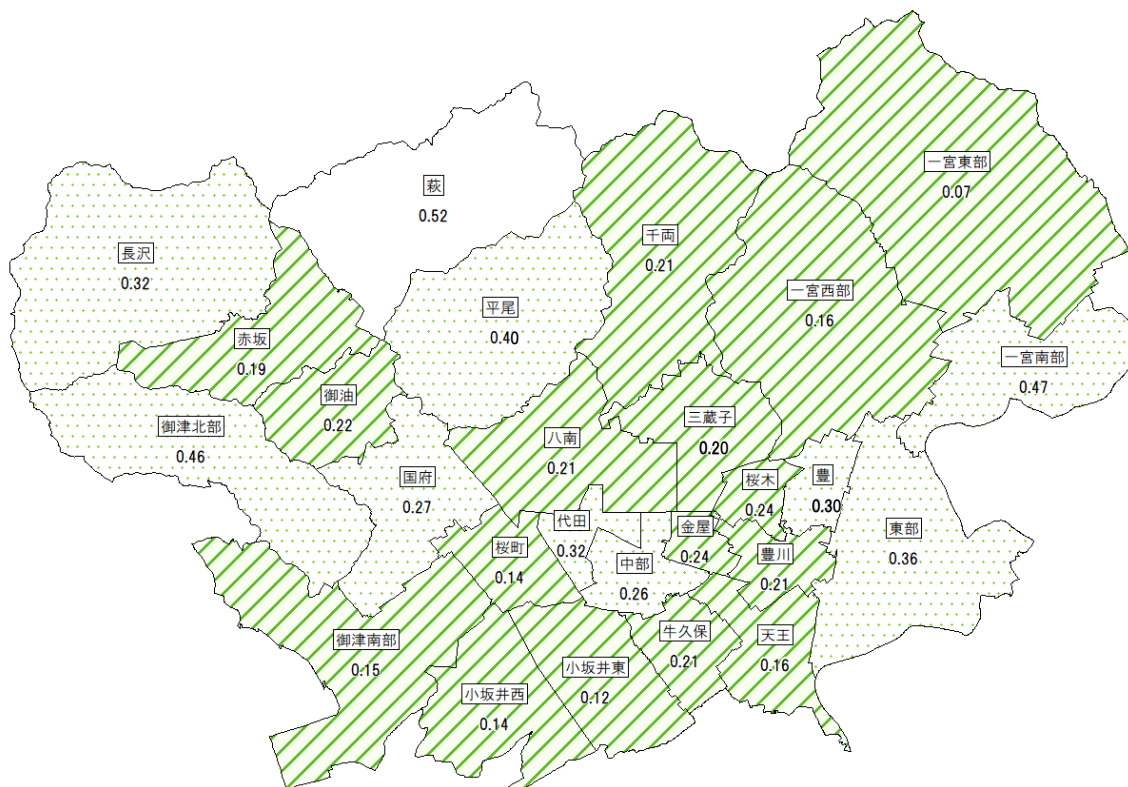 一宮東部
0.07
萩
0.52
千両
0.21
長沢
0.32
一宮西部
0.16
平尾
0.40
赤坂
0.19
一宮南部
0.47
御油
0.22
御津北部
0.46
三蔵子
0.20
八南
0.21
国府
0.27
桜木
0.24
豊
0.30
代田
0.32
金屋
0.24
東部
0.36
桜町
0.14
中部
0.26
豊川
0.21
御津南部
0.15
牛久保
0.21
天王
0.16
小坂井東
0.12
小坂井西
0.14